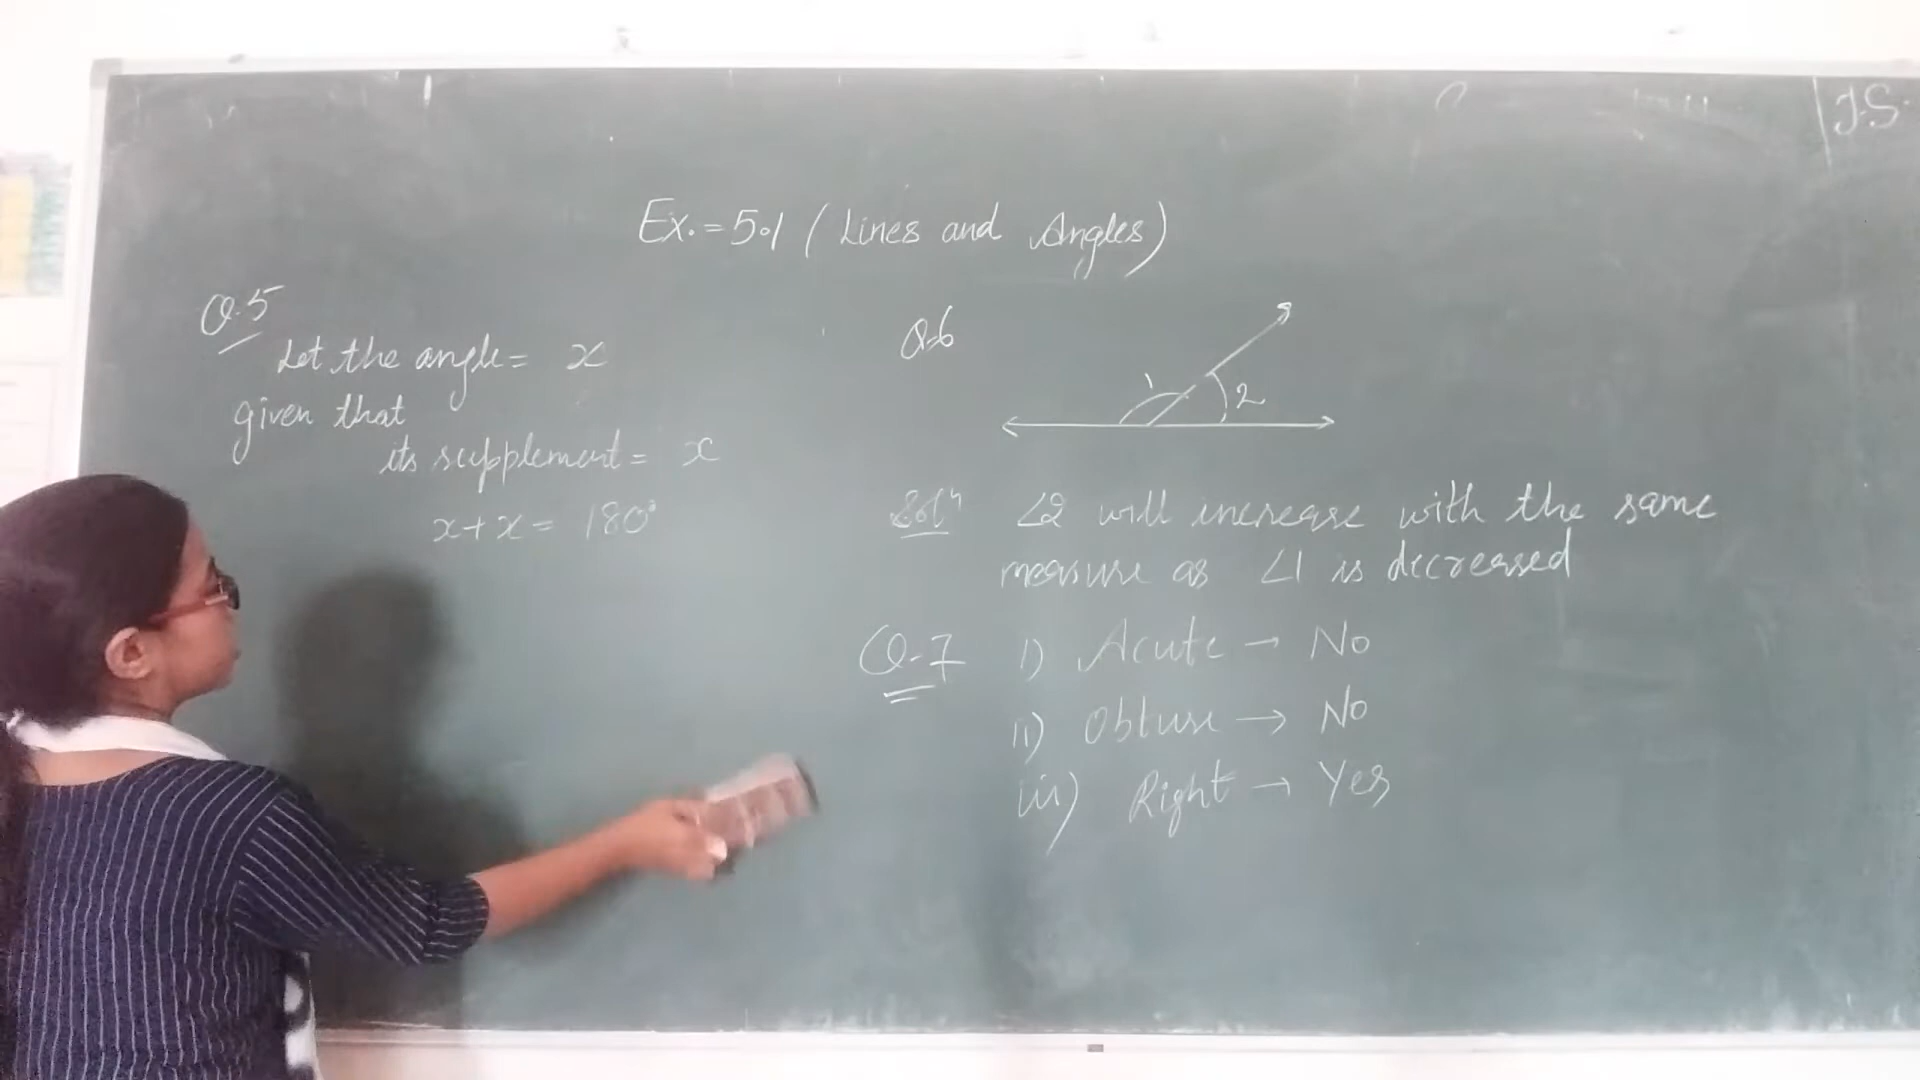 J.S.
Ex. = 5.1 (Lines and Angles)
Q.5
Let the angle = x
given that
its supplement = x
x + x = 180°
Q.6
1
2
Solⁿ ∠2 will increase with the same
measure as ∠1 is decreased
Q.7 i) Acute → No
ii) Obtuse → No
iii) Right → Yes